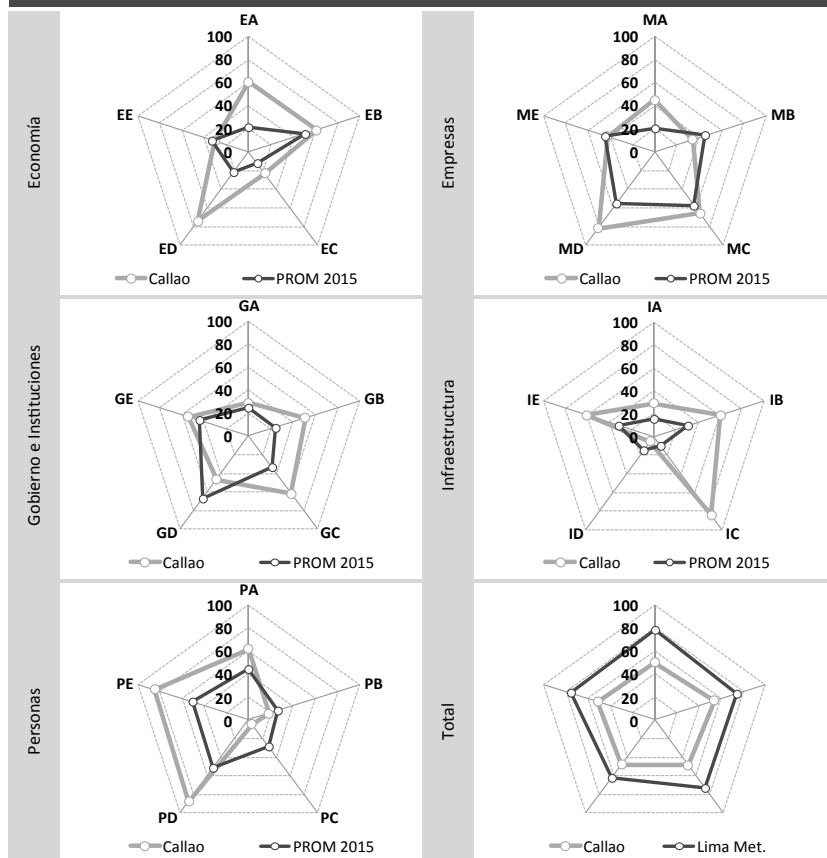 Economía
EA
100
80
60
40
20
0
EB
EC
ED
EE
Callao
PROM 2015
Empresas
MA
100
80
60
40
20
0
MB
MC
MD
ME
Callao
PROM 2015
Gobierno e Instituciones
GA
100
80
60
40
20
0
GB
GC
GD
GE
Callao
PROM 2015
Infraestructura
IA
100
80
60
40
20
0
IB
IC
ID
IE
Callao
PROM 2015
Personas
PA
100
80
60
40
20
0
PB
PC
PD
PE
Callao
PROM 2015
Total
100
80
60
40
20
0
Callao
Lima Met.